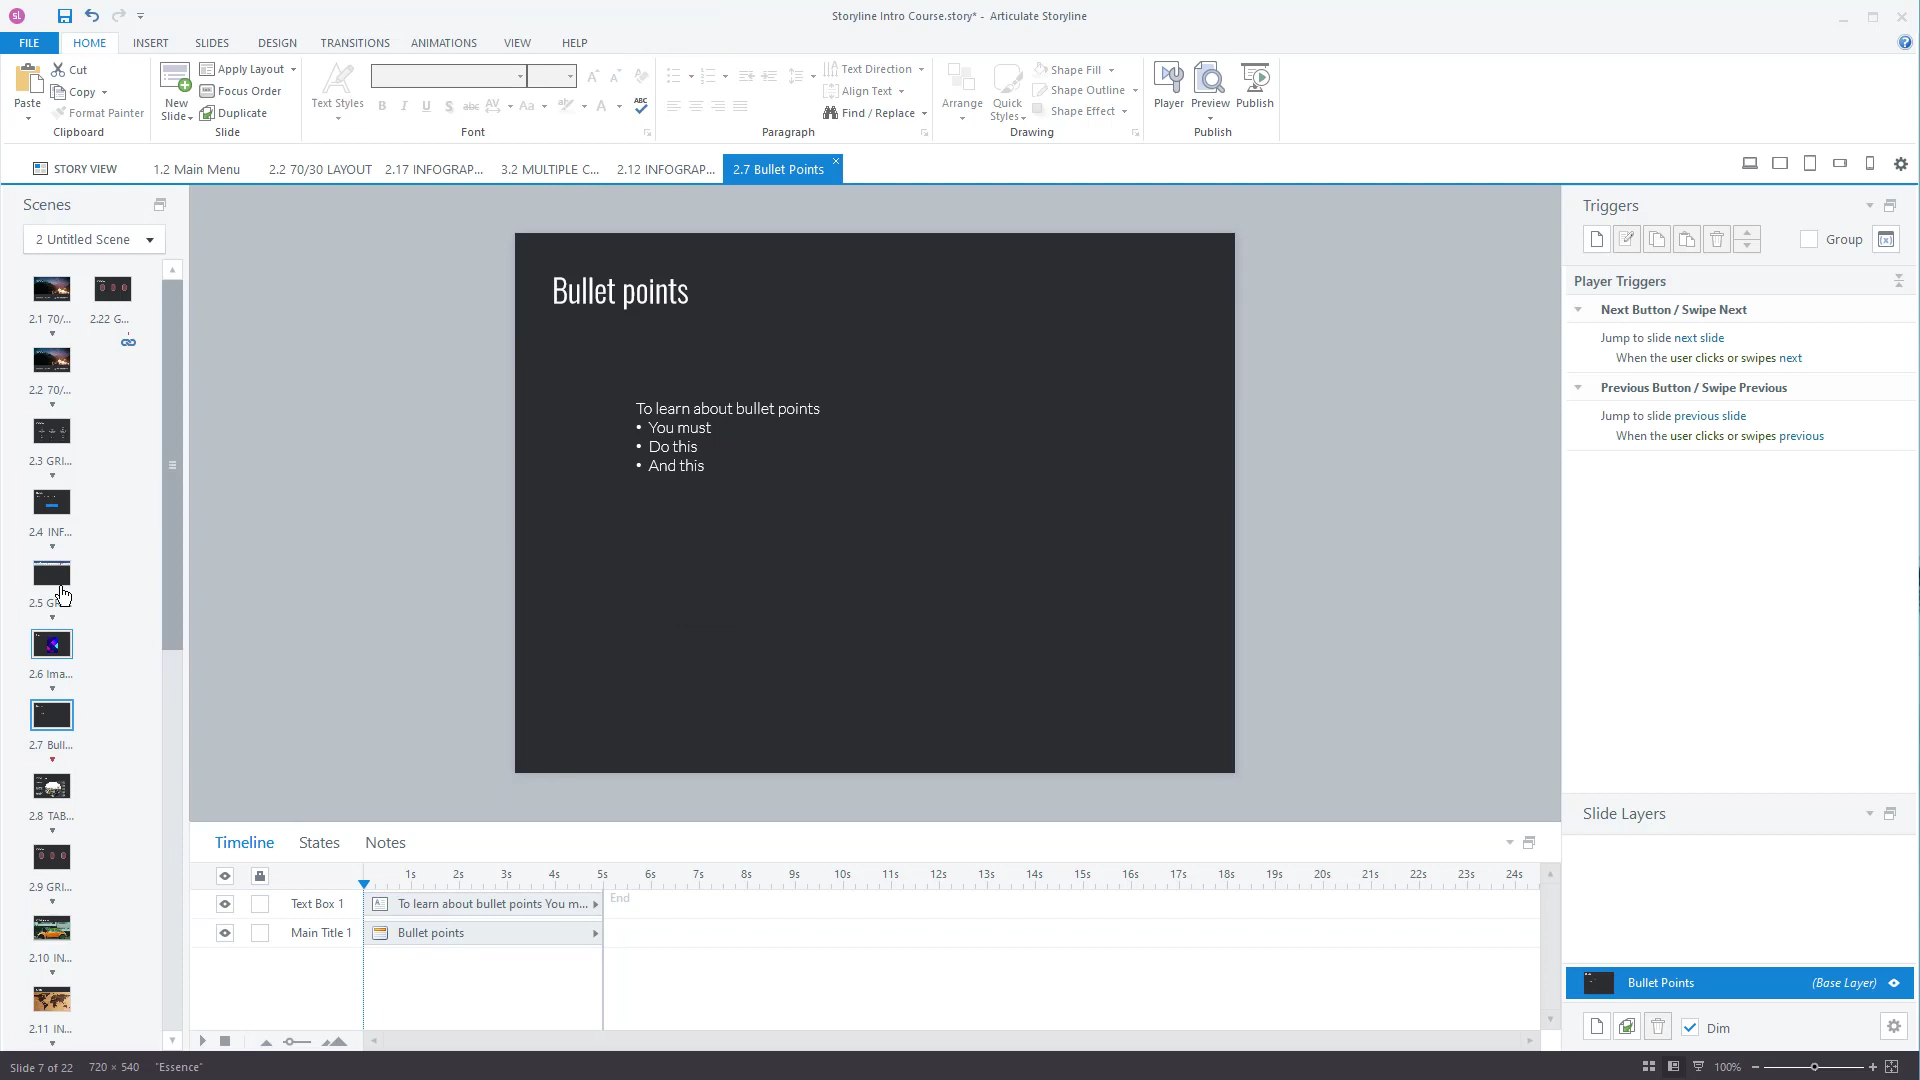 sl
Storyline Intro Course.story* - Articulate Storyline
FILE HOME INSERT SLIDES DESIGN TRANSITIONS ANIMATIONS VIEW HELP
Paste
Cut
Copy
Format Painter
Clipboard
New Slide
Apply Layout
Focus Order
Duplicate
Slide
Text Styles
B I U S abc AV Aa A ABC
Font
Text Direction
Align Text
Find / Replace
Paragraph
Arrange
Quick Styles
Shape Fill
Shape Outline
Shape Effect
Drawing
Player
Preview
Publish
Publish
STORY VIEW 1.2 Main Menu 2.2 70/30 LAYOUT 2.17 INFOGRAP... 3.2 MULTIPLE C... 2.12 INFOGRAP... 2.7 Bullet Points
Scenes
2 Untitled Scene
2.1 70/... 2.22 G...
2.2 70/...
2.3 GRI...
2.4 INF...
2.5 G
2.6 Ima...
2.7 Bull...
2.8 TAB...
2.9 GRI...
2.10 IN...
2.11 IN...
Bullet points
To learn about bullet points
• You must
• Do this
• And this
Triggers
Group
Player Triggers
Next Button / Swipe Next
Jump to slide next slide
When the user clicks or swipes next
Previous Button / Swipe Previous
Jump to slide previous slide
When the user clicks or swipes previous
Timeline States Notes
1s 2s 3s 4s 5s 6s 7s 8s 9s 10s 11s 12s 13s 14s 15s 16s 17s 18s 19s 20s 21s 22s 23s 24s
Text Box 1 To learn about bullet points You m... End
Main Title 1 Bullet points
Slide Layers
Bullet Points (Base Layer)
Dim
Slide 7 of 22 720 × 540 "Essence" 100%